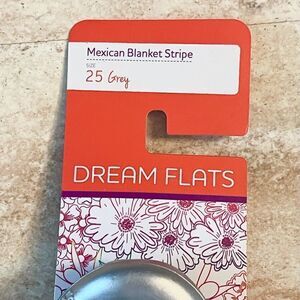 Mexican Blanket Stripe
SIZE
25 Grey
DREAM FLATS